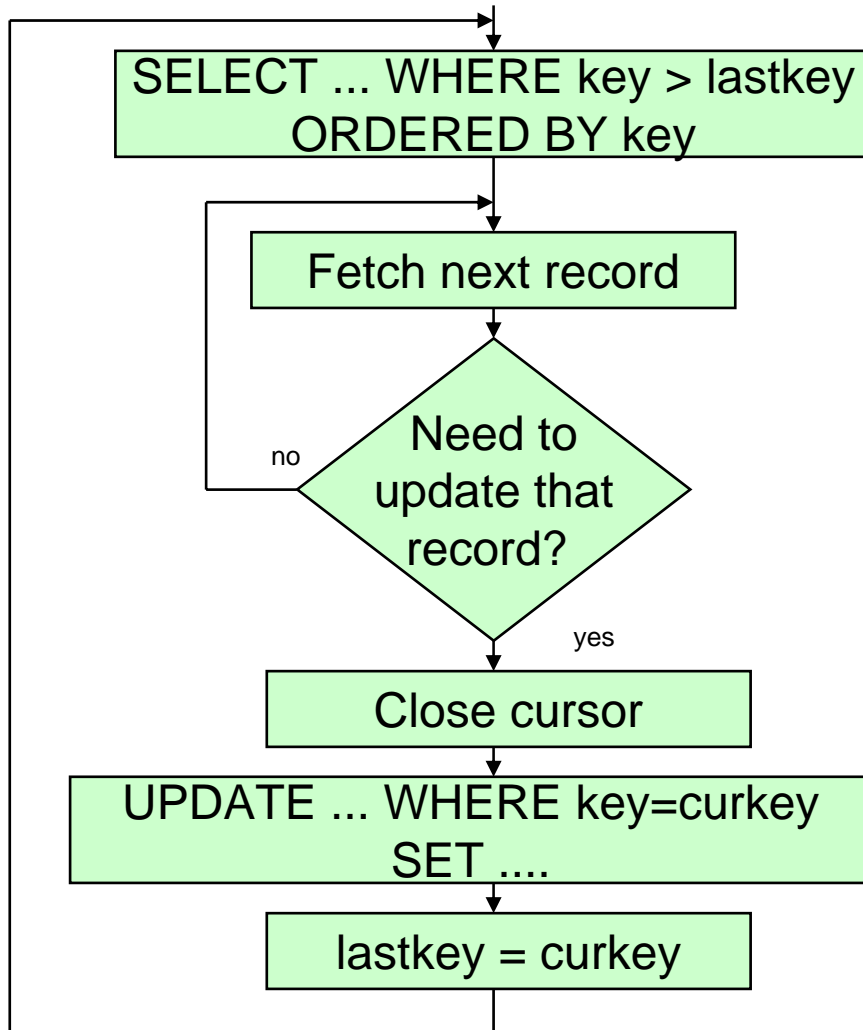 SELECT ... WHERE key > lastkey
ORDERED BY key
Fetch next record
Need to
update that
record?
no
yes
Close cursor
UPDATE ... WHERE key=curkey
SET ....
lastkey = curkey